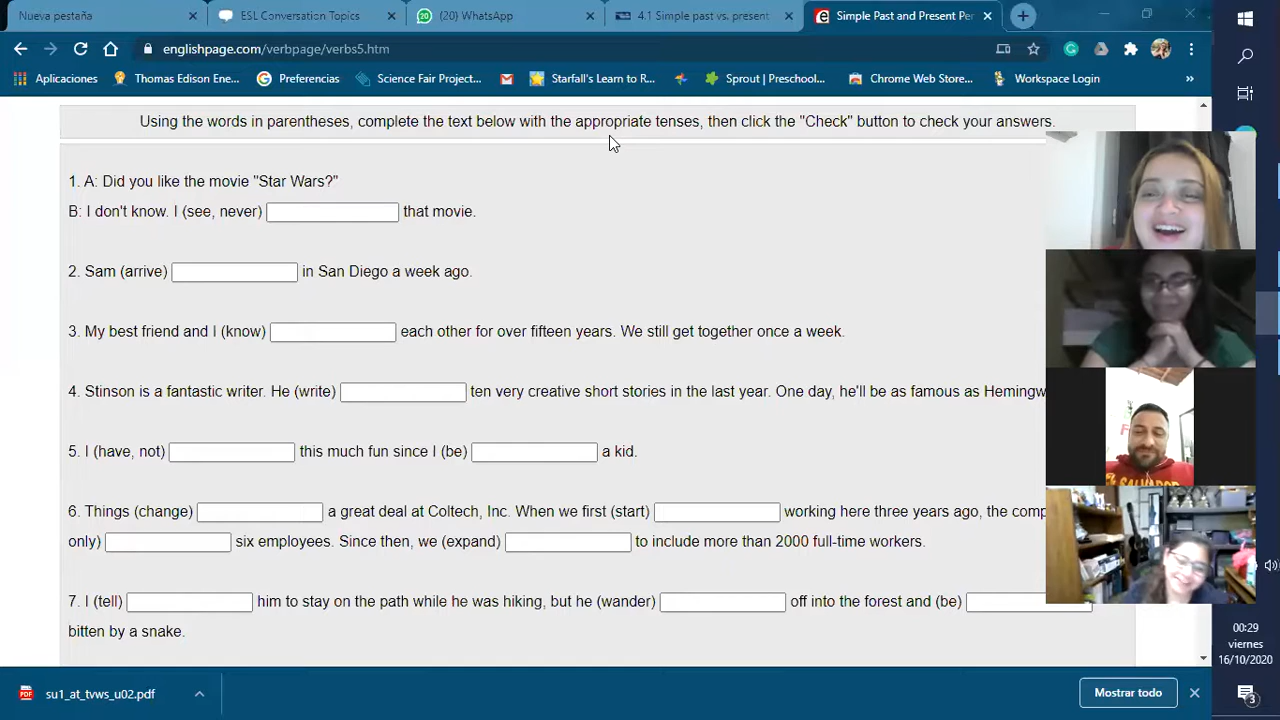 Nueva pestaña
ESL Conversation Topics
(20) WhatsApp
4.1 Simple past vs. present
Simple Past and Present Per
englishpage.com/verbpage/verbs5.htm
Aplicaciones
Thomas Edison Ene...
Preferencias
Science Fair Project...
Starfall's Learn to R...
Sprout | Preschool...
Chrome Web Store...
Workspace Login
Using the words in parentheses, complete the text below with the appropriate tenses, then click the "Check" button to check your answers.
1. A: Did you like the movie "Star Wars?"
B: I don't know. I (see, never) that movie.
2. Sam (arrive) in San Diego a week ago.
3. My best friend and I (know) each other for over fifteen years. We still get together once a week.
4. Stinson is a fantastic writer. He (write) ten very creative short stories in the last year. One day, he'll be as famous as Hemingw
5. I (have, not) this much fun since I (be) a kid.
6. Things (change) a great deal at Coltech, Inc. When we first (start) working here three years ago, the comp
only) six employees. Since then, we (expand) to include more than 2000 full-time workers.
7. I (tell) him to stay on the path while he was hiking, but he (wander) off into the forest and (be)
bitten by a snake.
EL SALVADOR
00:29
viernes
16/10/2020
su1_at_tvws_u02.pdf
Mostrar todo
3